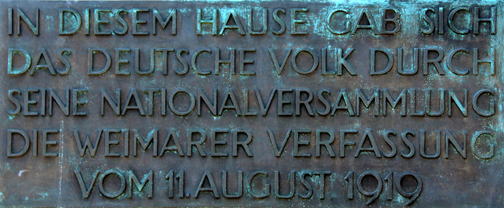 IN DIESEM HAUSE GAB SICH
DAS DEUTSCHE VOLK DURCH
SEINE NATIONALVERSAMMLUNG
DIE WEIMARER VERFASSUNG
VOM 11. AUGUST 1919